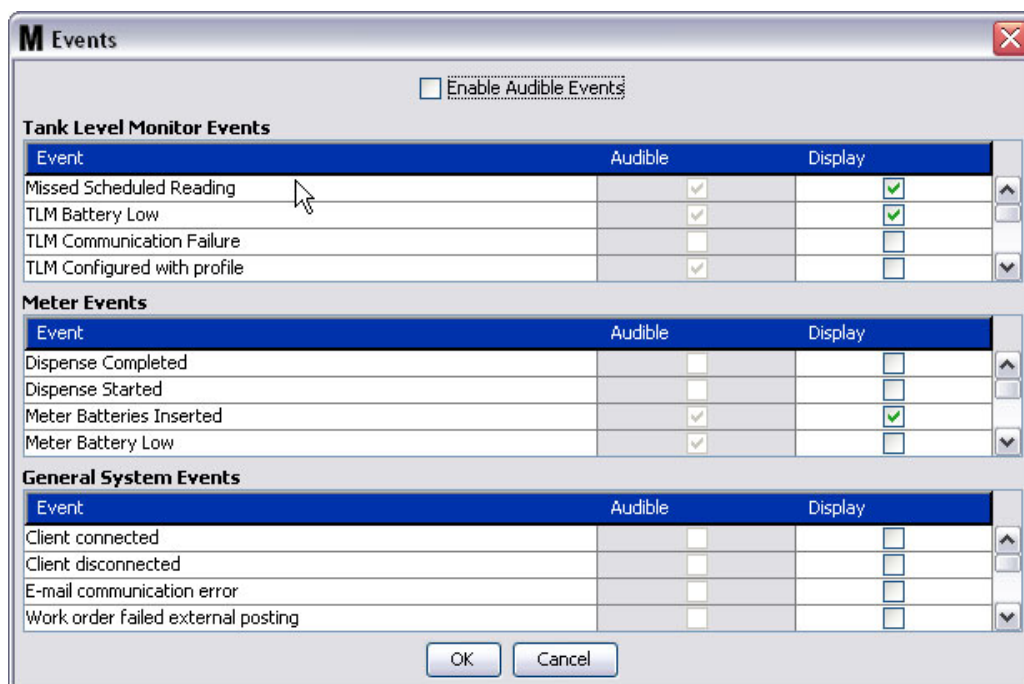 M Events
Enable Audible Events
Tank Level Monitor Events
Event Audible Display
Missed Scheduled Reading
TLM Battery Low
TLM Communication Failure
TLM Configured with profile
Meter Events
Event Audible Display
Dispense Completed
Dispense Started
Meter Batteries Inserted
Meter Battery Low
General System Events
Event Audible Display
Client connected
Client disconnected
E-mail communication error
Work order failed external posting
OK Cancel